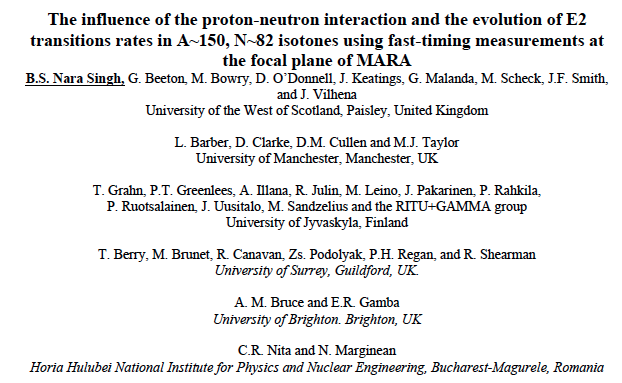 The influence of the proton-neutron interaction and the evolution of E2
transitions rates in A~150, N~82 isotones using fast-timing measurements at
the focal plane of MARA
B.S. Nara Singh, G. Beeton, M. Bowry, D. O’Donnell, J. Keatings, G. Malanda, M. Scheck, J.F. Smith,
and J. Vilhena
University of the West of Scotland, Paisley, United Kingdom
L. Barber, D. Clarke, D.M. Cullen and M.J. Taylor
University of Manchester, Manchester, UK
T. Grahn, P.T. Greenlees, A. Illana, R. Julin, M. Leino, J. Pakarinen, P. Rahkila,
P. Ruotsalainen, J. Uusitalo, M. Sandzelius and the RITU+GAMMA group
University of Jyvaskyla, Finland
T. Berry, M. Brunet, R. Canavan, Zs. Podolyak, P.H. Regan, and R. Shearman
University of Surrey, Guildford, UK.
A. M. Bruce and E.R. Gamba
University of Brighton. Brighton, UK
C.R. Nita and N. Marginean
Horia Hulubei National Institute for Physics and Nuclear Engineering, Bucharest-Magurele, Romania